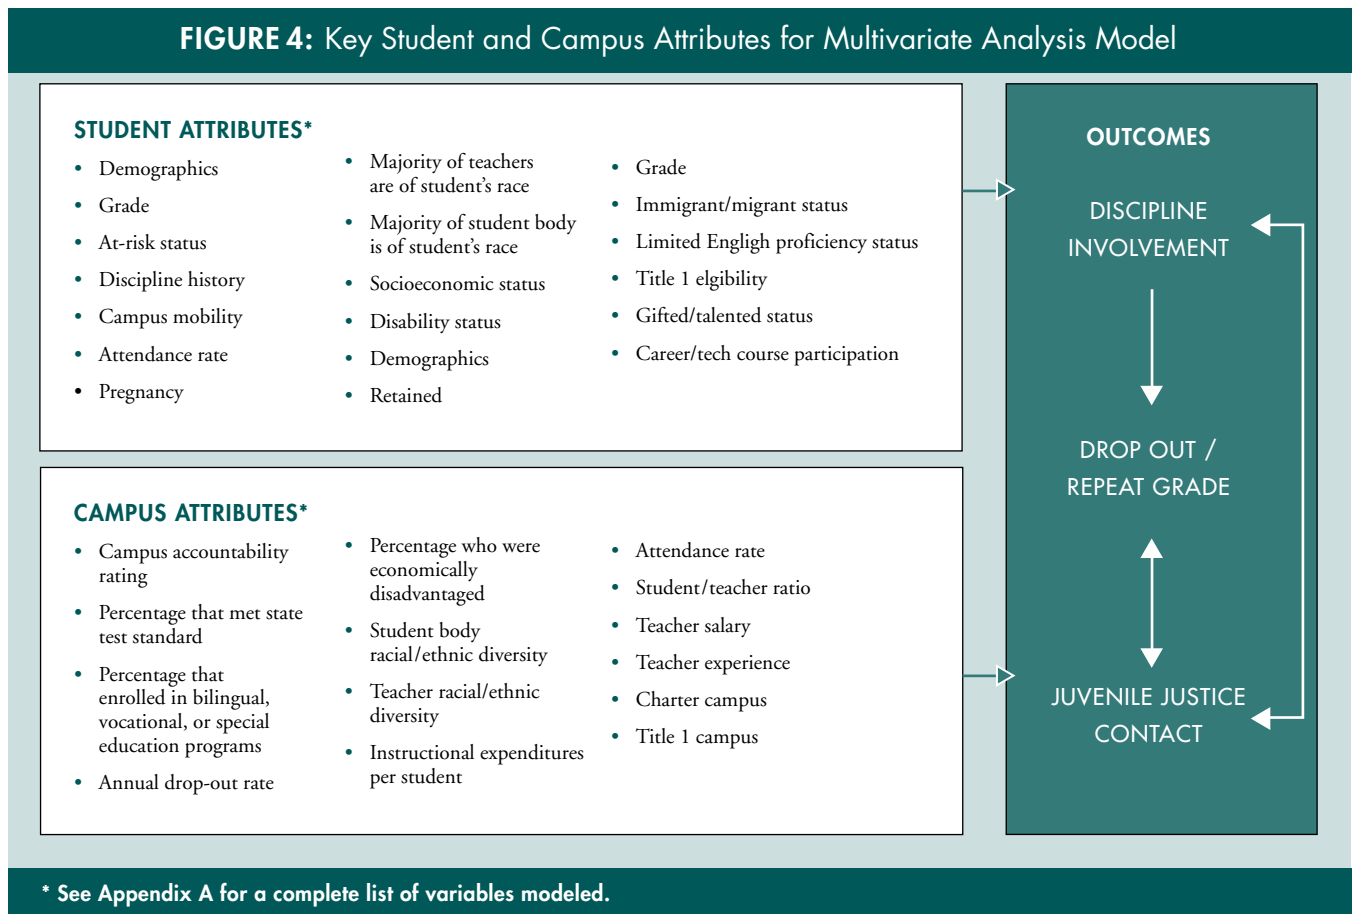 FIGURE 4: Key Student and Campus Attributes for Multivariate Analysis Model
STUDENT ATTRIBUTES*
• Demographics
• Grade
• At-risk status
• Discipline history
• Campus mobility
• Attendance rate
• Pregnancy
• Majority of teachers
are of student’s race
• Majority of student body
is of student’s race
• Socioeconomic status
• Disability status
• Demographics
• Retained
• Grade
• Immigrant/migrant status
• Limited Engligh proficiency status
• Title 1 elgibility
• Gifted/talented status
• Career/tech course participation
CAMPUS ATTRIBUTES*
• Campus accountability
rating
• Percentage that met state
test standard
• Percentage that
enrolled in bilingual,
vocational, or special
education programs
• Annual drop-out rate
• Percentage who were
economically
disadvantaged
• Student body
racial/ethnic diversity
• Teacher racial/ethnic
diversity
• Instructional expenditures
per student
• Attendance rate
• Student/teacher ratio
• Teacher salary
• Teacher experience
• Charter campus
• Title 1 campus
OUTCOMES
DISCIPLINE
INVOLVEMENT
DROP OUT /
REPEAT GRADE
JUVENILE JUSTICE
CONTACT
* See Appendix A for a complete list of variables modeled.